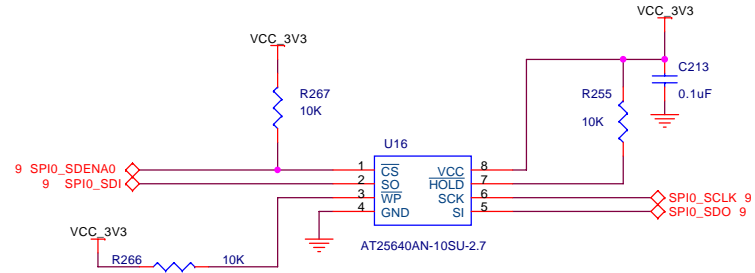 VCC_3V3
VCC_3V3
C213
0.1uF
R267
10K
R255
10K
U16
9 SPI0_SDENA0
1 CS VCC 8
9 SPI0_SDI
2 SO HOLD 7
3 WP SCK 6
SPI0_SCLK 9
4 GND SI 5
SPI0_SDO 9
VCC_3V3
AT25640AN-10SU-2.7
R266 10K